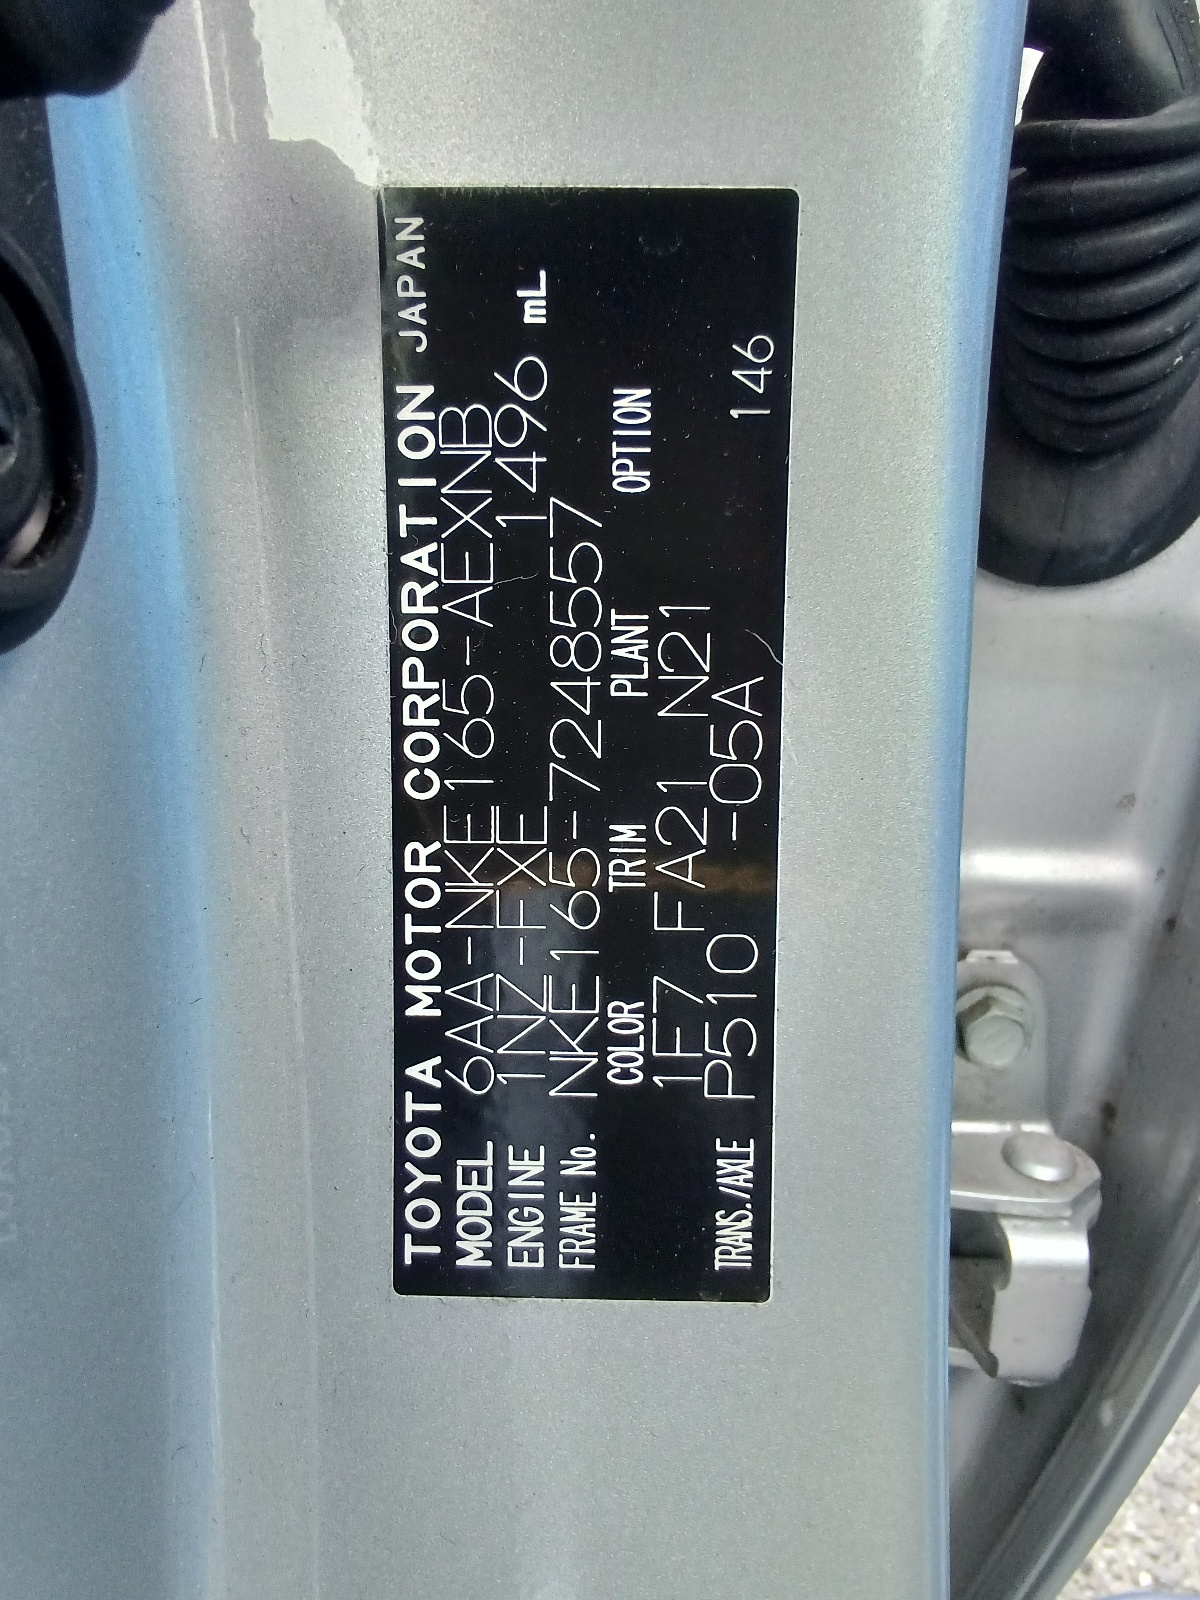 TOYOTA MOTOR CORPORATION JAPAN
MODEL 6AA-NKE165-AEXNB
ENGINE 1NZ-FXE 1496 mL
FRAME No. NKE165-7248557
COLOR TRIM PLANT OPTION
1F7 FA21 N21
TRANS./AXLE P510 -05A 146